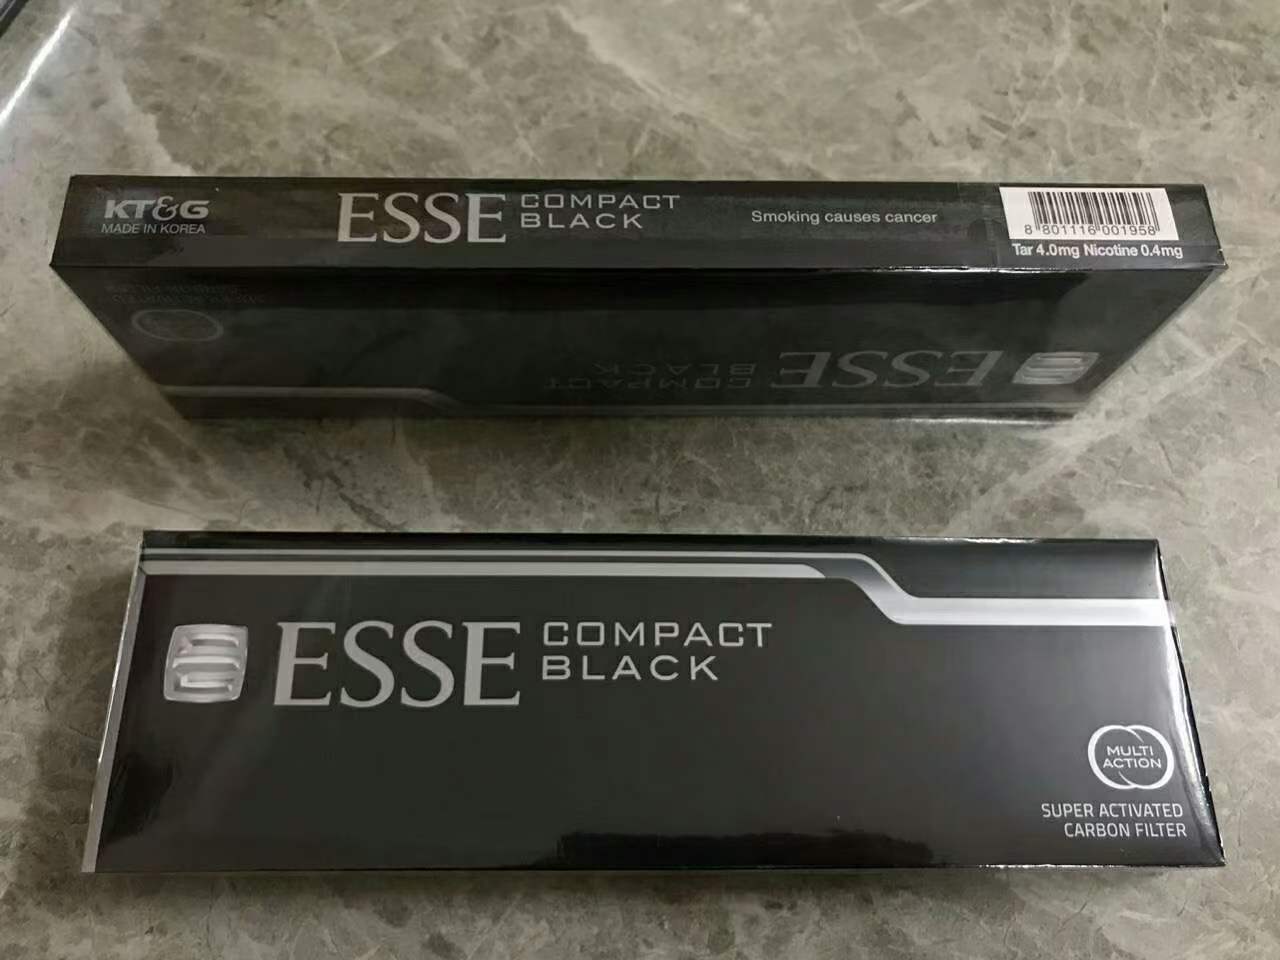 KT&G
MADE IN KOREA
ESSE COMPACT
BLACK
Smoking causes cancer
8 801116 001958
Tar 4.0mg Nicotine 0.4mg
ESSE COMPACT
BLACK
ESSE COMPACT
BLACK
MULTI
ACTION
SUPER ACTIVATED
CARBON FILTER